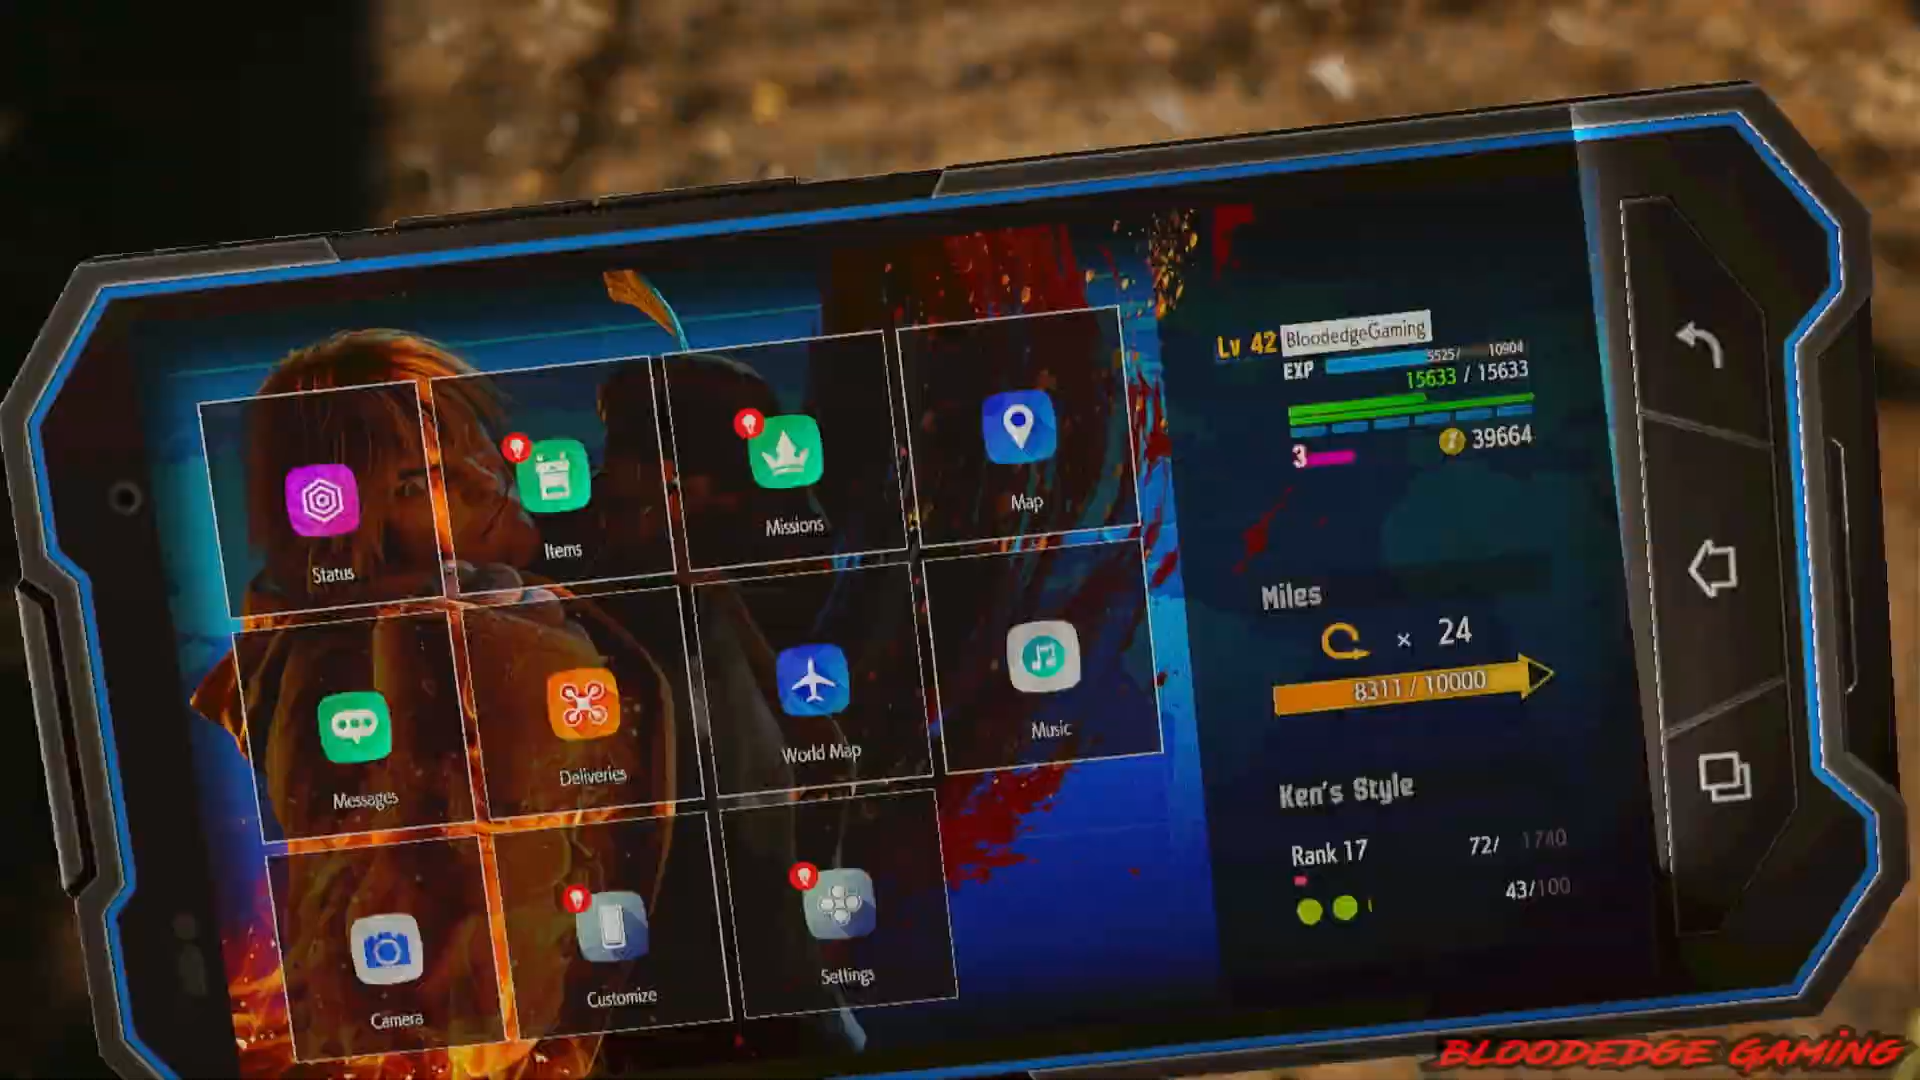 Lv 42 BloodedgeGaming
EXP 5525/ 10904
15633 / 15633
3 39664
Status
Items
Missions
Map
Messages
Deliveries
World Map
Music
Camera
Customize
Settings
Miles
× 24
8311 / 10000
Ken's Style
Rank 17 72/ 1740
43/100
BLOODEDGE GAMING